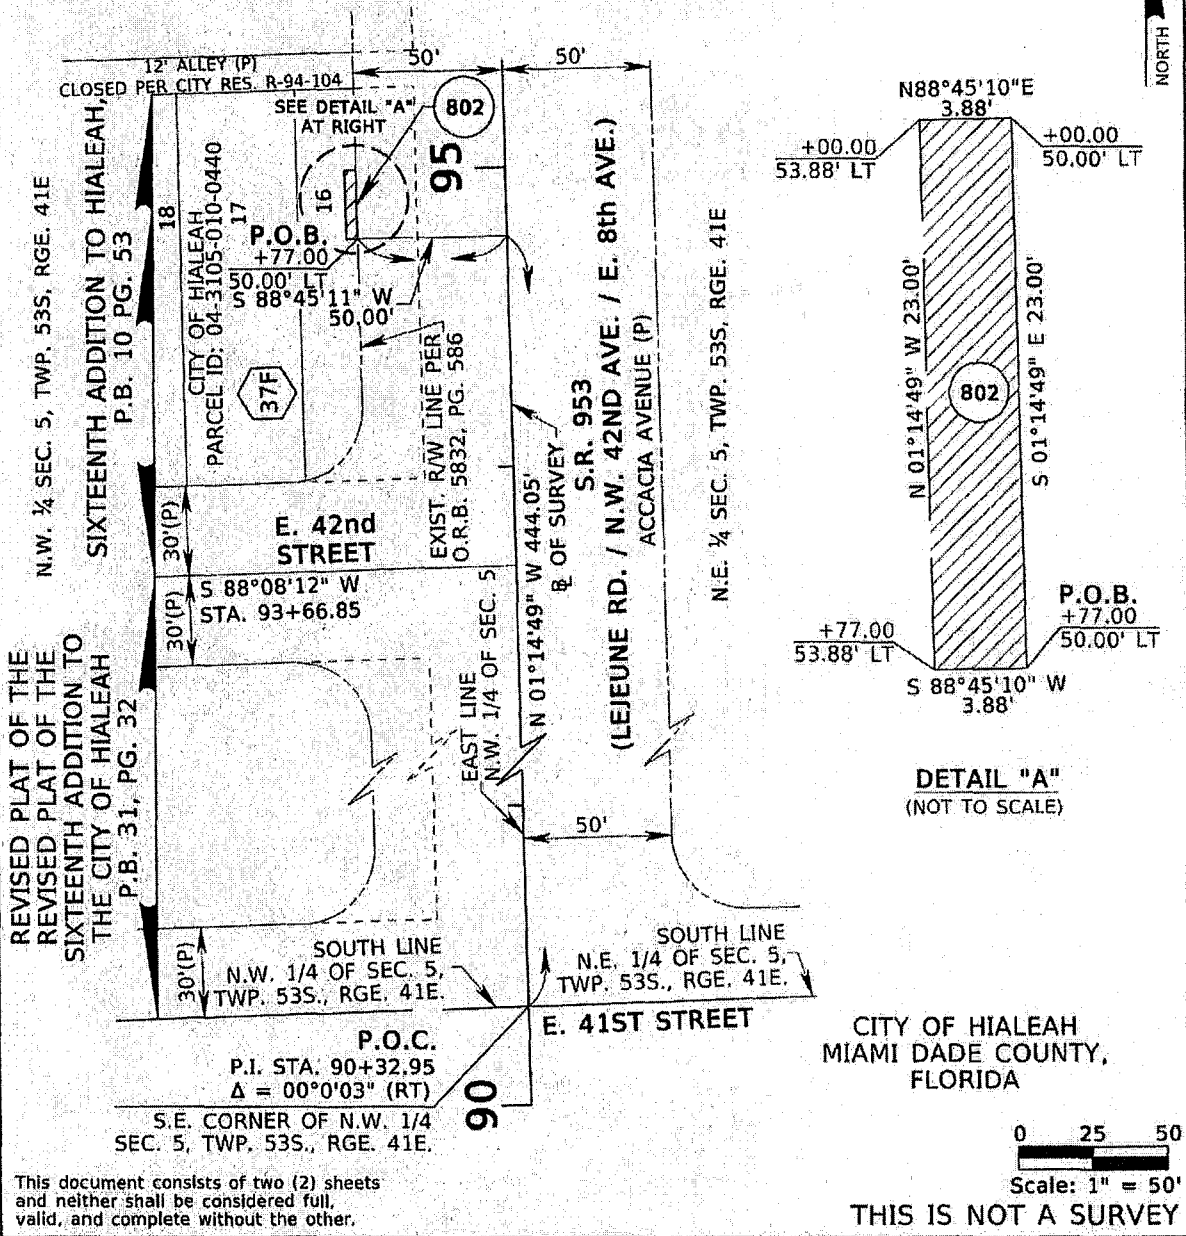 NORTH
12' ALLEY (P)
CLOSED PER CITY RES. R-94-104
50'
50'
SEE DETAIL "A"
AT RIGHT
802
95
N.W. ¼ SEC. 5, TWP. 53S, RGE. 41E
SIXTEENTH ADDITION TO HIALEAH,
P.B. 10 PG. 53
18
CITY OF HIALEAH
PARCEL ID: 04-3105-010-0440
17
16
37F
P.O.B.
+77.00
50.00' LT
S 88°45'11" W
50.00'
EXIST. R/W LINE PER
O.R.B. 5832, PG. 586
N 01°14'49" W 444.05'
B OF SURVEY
S.R. 953
(LEJEUNE RD. / N.W. 42ND AVE. / E. 8th AVE.)
ACCACIA AVENUE (P)
N.E. ¼ SEC. 5, TWP. 53S, RGE. 41E
30'(P)
E. 42nd
STREET
30'(P)
S 88°08'12" W
STA. 93+66.85
EAST LINE
N.W. 1/4 OF SEC. 5
REVISED PLAT OF THE
REVISED PLAT OF THE
SIXTEENTH ADDITION TO
THE CITY OF HIALEAH
P.B. 31, PG. 32
50'
30'(P)
SOUTH LINE
N.W. 1/4 OF SEC. 5,
TWP. 53S., RGE. 41E.
SOUTH LINE
N.E. 1/4 OF SEC. 5,
TWP. 53S., RGE. 41E.
E. 41ST STREET
P.O.C.
P.I. STA. 90+32.95
Δ = 00°0'03" (RT)
90
S.E. CORNER OF N.W. 1/4
SEC. 5, TWP. 53S., RGE. 41E.
N88°45'10"E
3.88'
+00.00
53.88' LT
+00.00
50.00' LT
N 01°14'49" W 23.00'
802
S 01°14'49" E 23.00'
P.O.B.
+77.00
50.00' LT
+77.00
53.88' LT
S 88°45'10" W
3.88'
DETAIL "A"
(NOT TO SCALE)
CITY OF HIALEAH
MIAMI DADE COUNTY,
FLORIDA
0 25 50
Scale: 1" = 50'
THIS IS NOT A SURVEY
This document consists of two (2) sheets
and neither shall be considered full,
valid, and complete without the other.